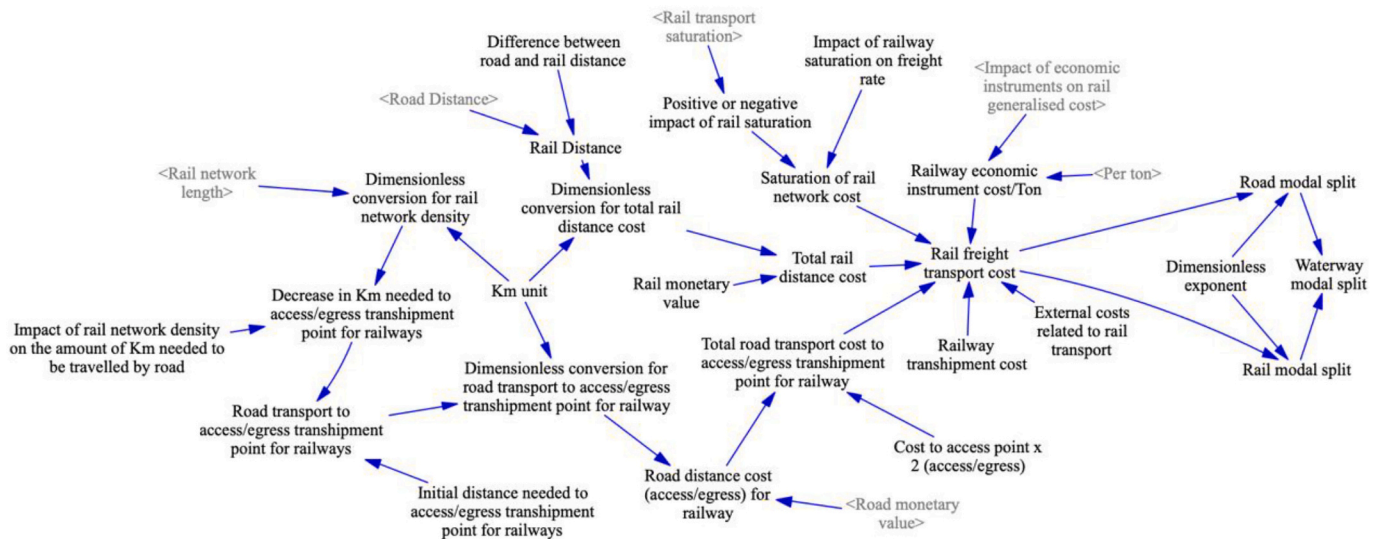 <Rail transport
saturation>
Difference between
road and rail distance
Impact of railway
saturation on freight
rate
<Impact of economic
instruments on rail
generalised cost>
<Road Distance>
Positive or negative
impact of rail saturation
Rail Distance
<Rail network
length>
Dimensionless
conversion for rail
network density
Dimensionless
conversion for total rail
distance cost
Saturation of rail
network cost
Railway economic
instrument cost/Ton
<Per ton>
Road modal split
Total rail
distance cost
Rail freight
transport cost
Dimensionless
exponent
Waterway
modal split
Km unit
Rail monetary
value
Decrease in Km needed to
access/egress transhipment
point for railways
Impact of rail network density
on the amount of Km needed to
be travelled by road
External costs
related to rail
transport
Railway
transhipment cost
Total road transport cost to
access/egress transhipment
point for railway
Dimensionless conversion for
road transport to access/egress
transhipment point for railway
Rail modal split
Road transport to
access/egress transhipment
point for railways
Cost to access point x
2 (access/egress)
Road distance cost
(access/egress) for
railway
Initial distance needed to
access/egress transhipment
point for railways
<Road monetary
value>